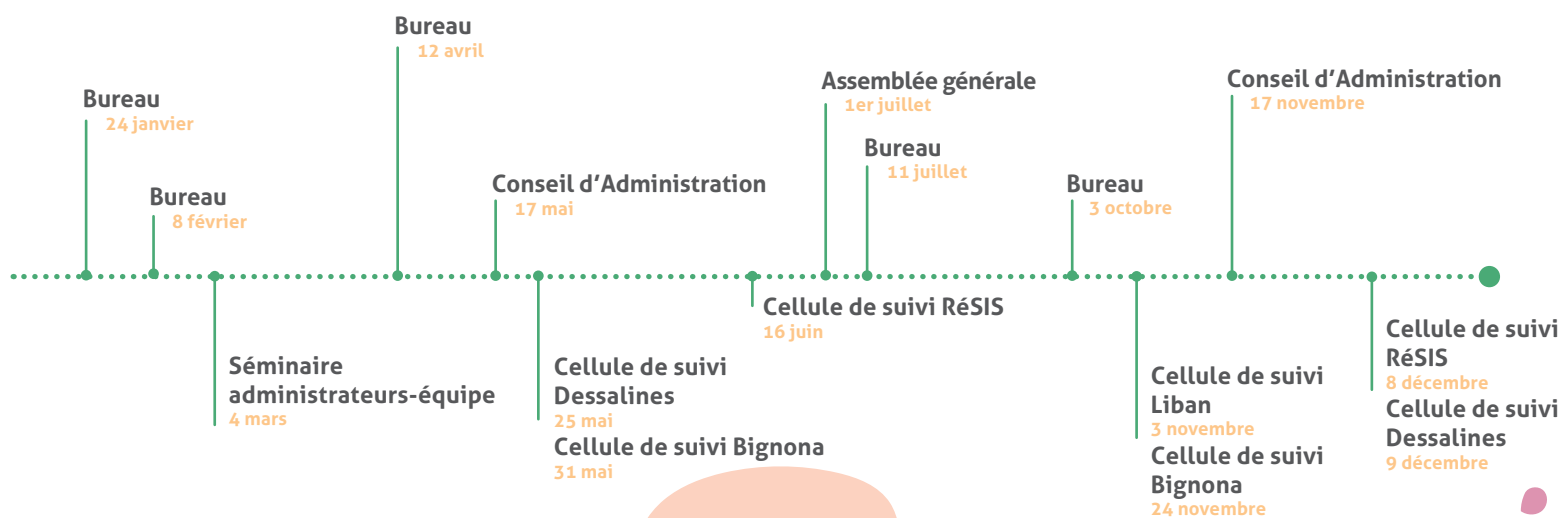 Bureau
24 janvier
Bureau
8 février
Séminaire
administrateurs-équipe
4 mars
Bureau
12 avril
Conseil d’Administration
17 mai
Cellule de suivi
Dessalines
25 mai
Cellule de suivi Bignona
31 mai
Cellule de suivi RéSIS
16 juin
Assemblée générale
1er juillet
Bureau
11 juillet
Bureau
3 octobre
Cellule de suivi
Liban
3 novembre
Cellule de suivi
Bignona
24 novembre
Conseil d’Administration
17 novembre
Cellule de suivi
RéSIS
8 décembre
Cellule de suivi
Dessalines
9 décembre